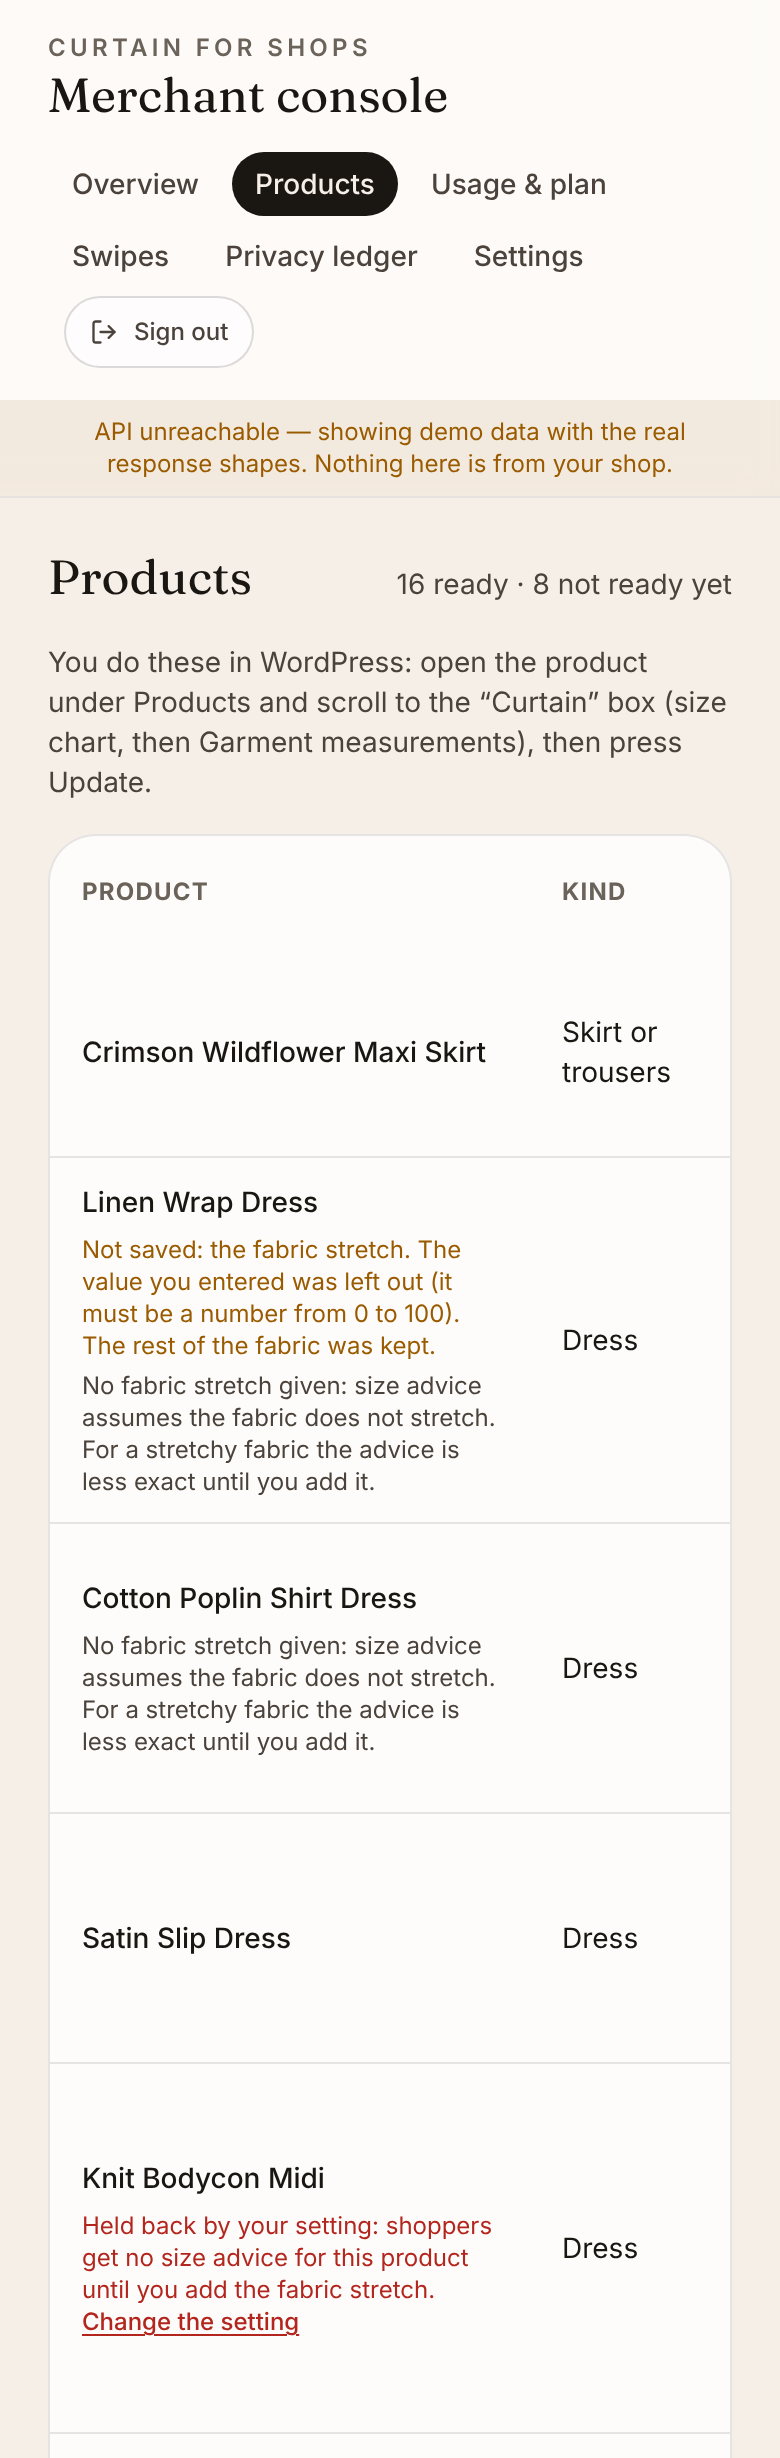 CURTAIN FOR SHOPS
Merchant console
Overview Products Usage & plan
Swipes Privacy ledger Settings
Sign out
API unreachable — showing demo data with the real
response shapes. Nothing here is from your shop.
Products 16 ready · 8 not ready yet
You do these in WordPress: open the product
under Products and scroll to the “Curtain” box (size
chart, then Garment measurements), then press
Update.
PRODUCT KIND
Crimson Wildflower Maxi Skirt
Skirt or
trousers
Linen Wrap Dress
Not saved: the fabric stretch. The
value you entered was left out (it
must be a number from 0 to 100).
The rest of the fabric was kept.
No fabric stretch given: size advice
assumes the fabric does not stretch.
For a stretchy fabric the advice is
less exact until you add it.
Dress
Cotton Poplin Shirt Dress
No fabric stretch given: size advice
assumes the fabric does not stretch.
For a stretchy fabric the advice is
less exact until you add it.
Dress
Satin Slip Dress
Dress
Knit Bodycon Midi
Held back by your setting: shoppers
get no size advice for this product
until you add the fabric stretch.
Change the setting
Dress